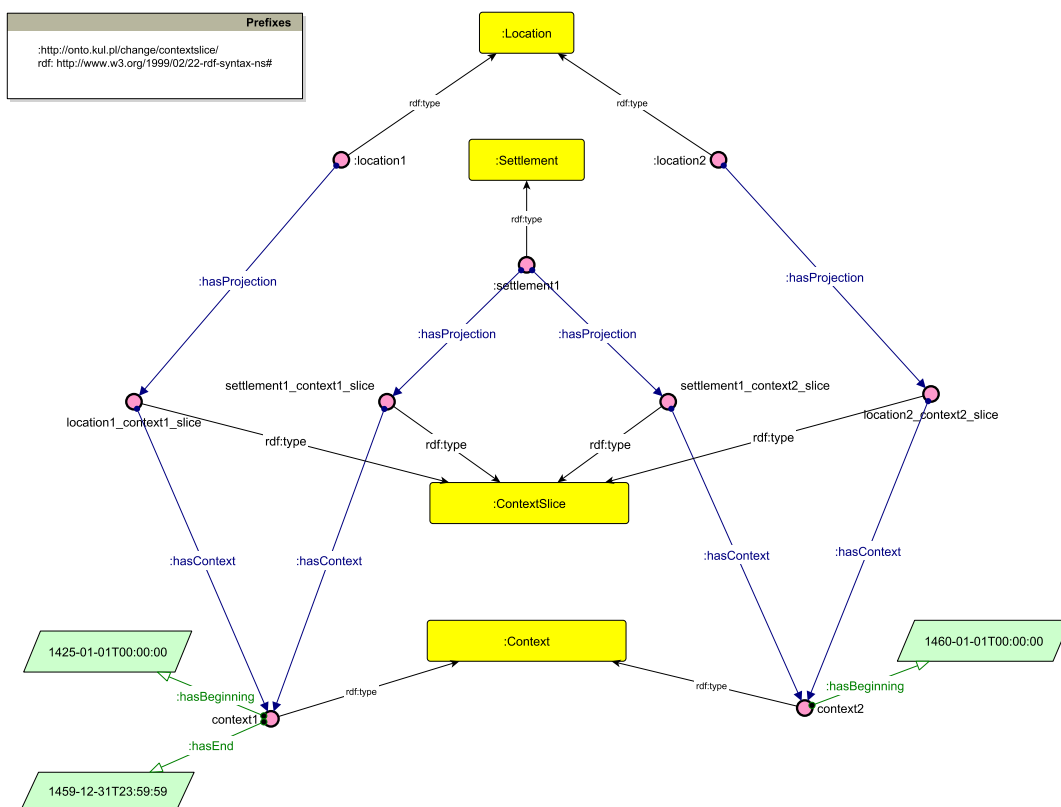 Prefixes
:http://onto.kul.pl/change/contextslice/
rdf: http://www.w3.org/1999/02/22-rdf-syntax-ns#
:Location
rdf:type
rdf:type
:location1
:Settlement
:location2
rdf:type
:hasProjection
:settlement1
:hasProjection
:hasProjection
:hasProjection
settlement1_context1_slice
settlement1_context2_slice
location1_context1_slice
location2_context2_slice
rdf:type
rdf:type
rdf:type
rdf:type
:ContextSlice
:hasContext
:hasContext
:hasContext
:hasContext
1425-01-01T00:00:00
:Context
1460-01-01T00:00:00
:hasBeginning
rdf:type
rdf:type
:hasBeginning
context1
context2
:hasEnd
1459-12-31T23:59:59